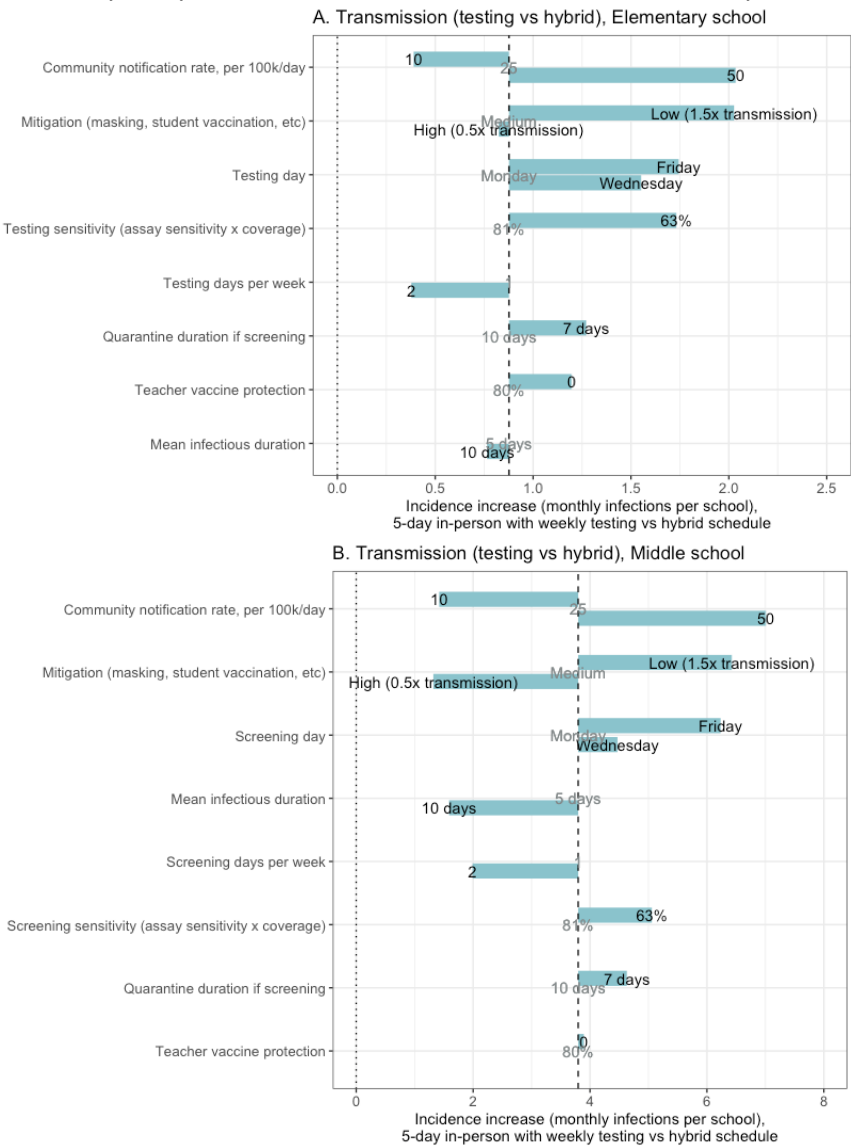 A. Transmission (testing vs hybrid), Elementary school
Community notification rate, per 100k/day
10
25
50
Mitigation (masking, student vaccination, etc)
Low (1.5x transmission)
Medium
High (0.5x transmission)
Testing day
Friday
Monday
Wednesday
Testing sensitivity (assay sensitivity x coverage)
63%
81%
Testing days per week
1
2
Quarantine duration if screening
7 days
10 days
Teacher vaccine protection
0
80%
Mean infectious duration
5 days
10 days
0.0 0.5 1.0 1.5 2.0 2.5
Incidence increase (monthly infections per school),
5-day in-person with weekly testing vs hybrid schedule
B. Transmission (testing vs hybrid), Middle school
Community notification rate, per 100k/day
10
25
50
Mitigation (masking, student vaccination, etc)
Low (1.5x transmission)
Medium
High (0.5x transmission)
Screening day
Friday
Monday
Wednesday
Mean infectious duration
5 days
10 days
Screening days per week
1
2
Screening sensitivity (assay sensitivity x coverage)
63%
81%
Quarantine duration if screening
7 days
10 days
Teacher vaccine protection
0
80%
0 2 4 6 8
Incidence increase (monthly infections per school),
5-day in-person with weekly testing vs hybrid schedule